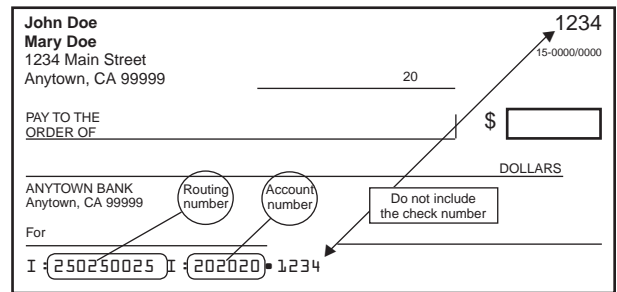 John Doe 1234
Mary Doe
1234 Main Street 15-0000/0000
Anytown, CA 99999 20
PAY TO THE
ORDER OF $
DOLLARS
ANYTOWN BANK
Anytown, CA 99999
Routing
number
Account
number
Do not include
the check number
For
I:250250025I:202020⑈1234